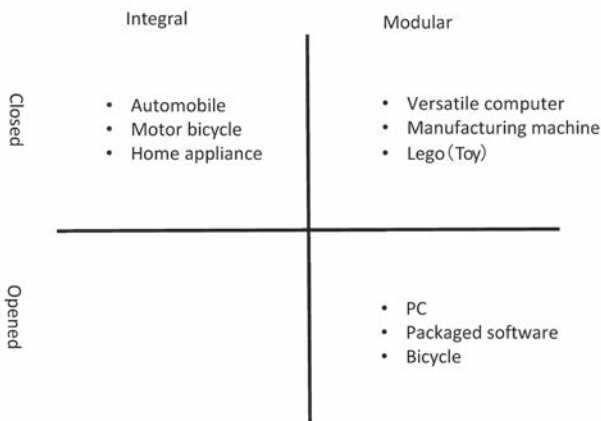 Integral
Modular
Closed
• Automobile
• Motor bicycle
• Home appliance
• Versatile computer
• Manufacturing machine
• Lego（Toy）
Opened
• PC
• Packaged software
• Bicycle